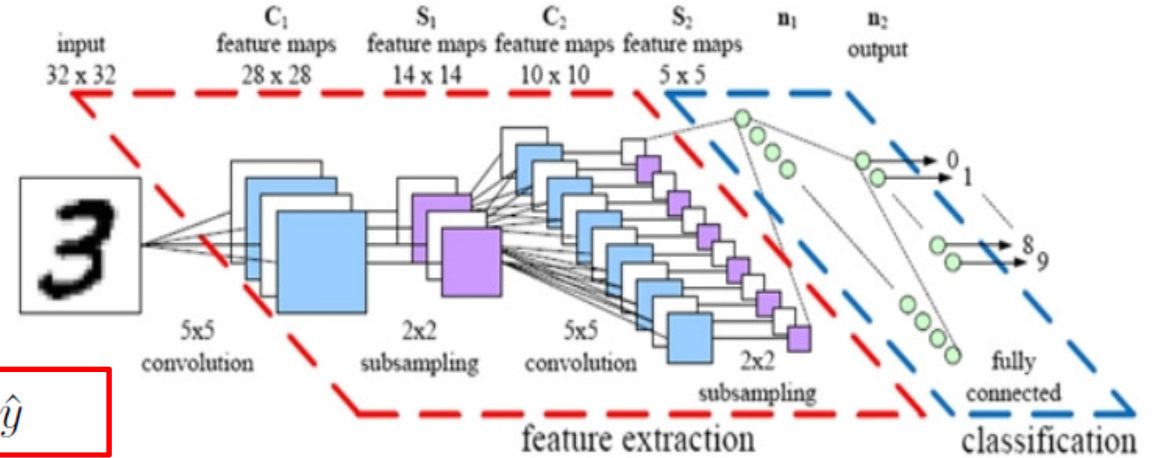 input
32 x 32
C₁
feature maps
28 x 28
S₁
feature maps
14 x 14
C₂
feature maps
10 x 10
S₂
feature maps
5 x 5
n₁
n₂
output
3
0
1
8
9
5x5
convolution
2x2
subsampling
5x5
convolution
2x2
subsampling
fully
connected
feature extraction
classification
ŷ